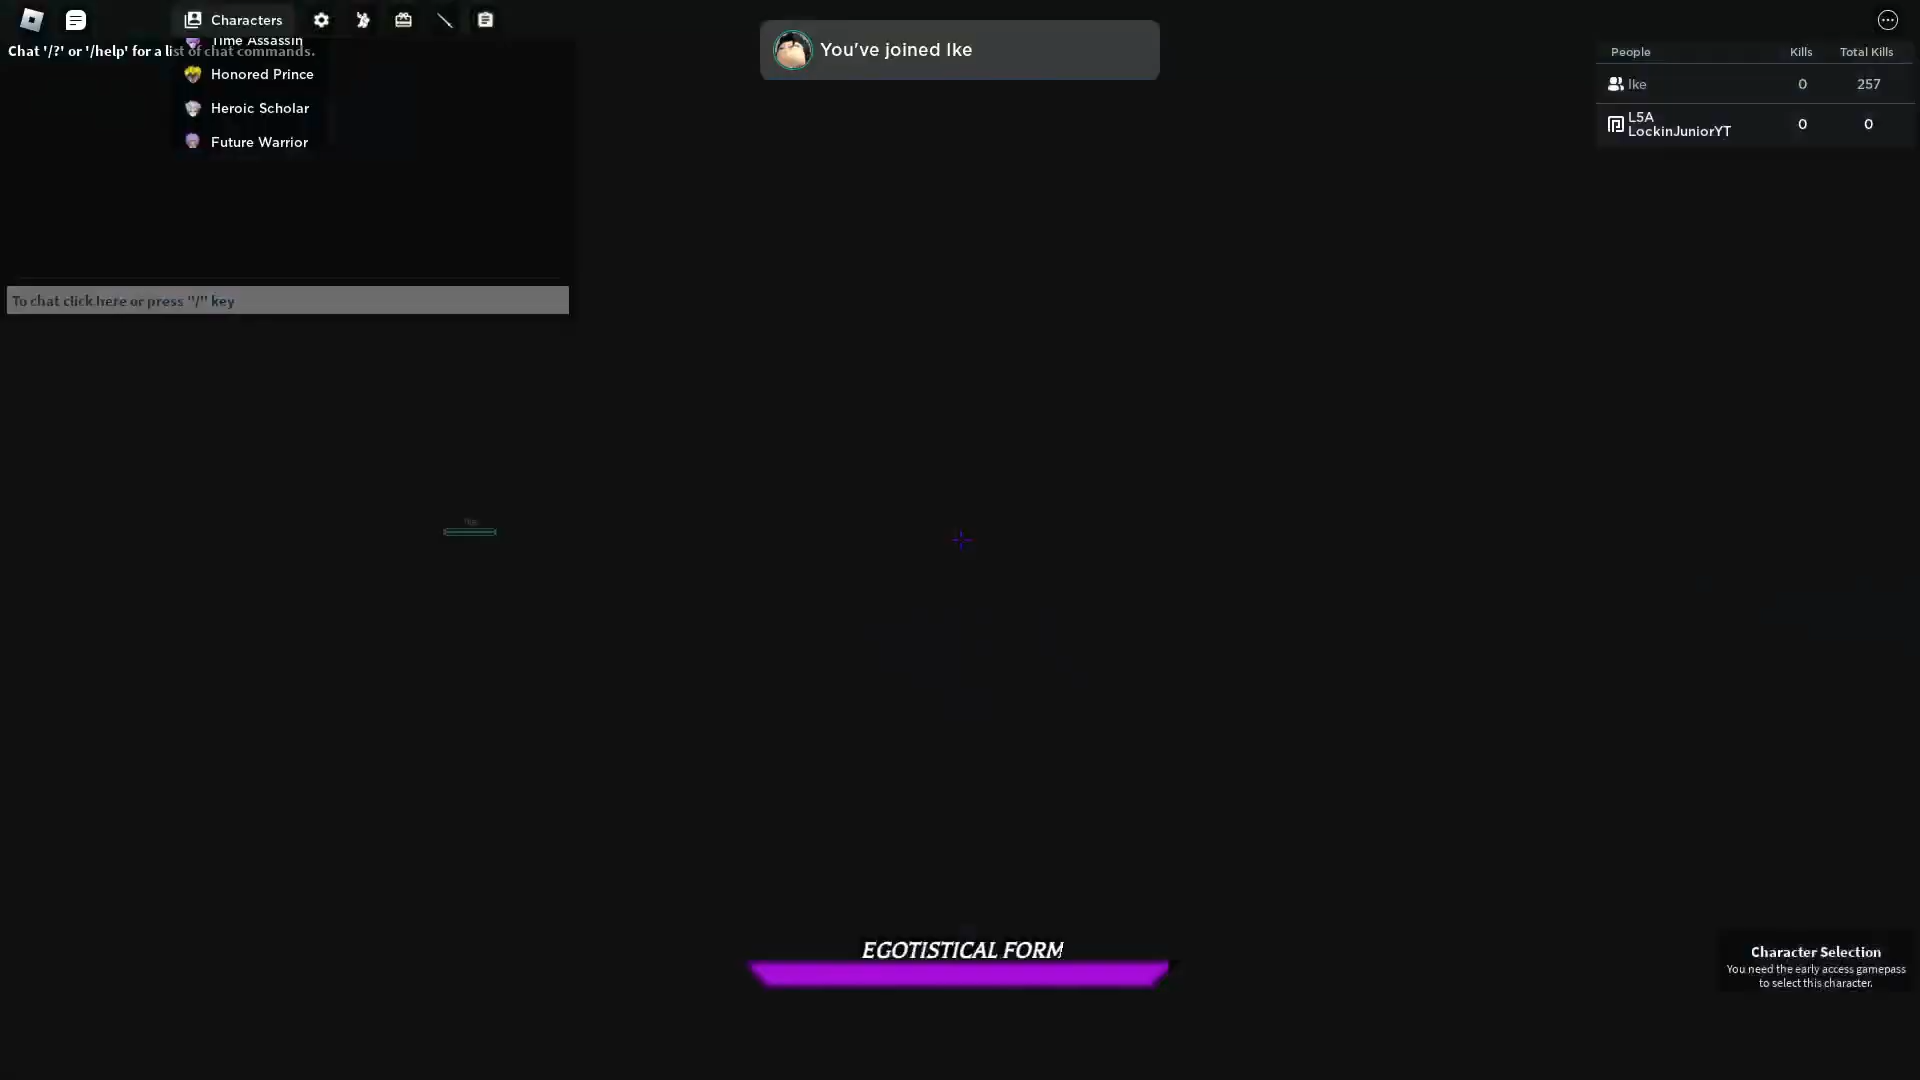 Characters
Time Assassin
Chat '/?' or '/help' for a list of chat commands.
Honored Prince
Heroic Scholar
Future Warrior
To chat click here or press "/" key
You've joined Ike
People Kills Total Kills
Ike 0 257
L5A
LockinJuniorYT 0 0
EGOTISTICAL FORM
Character Selection
You need the early access gamepass
to select this character.